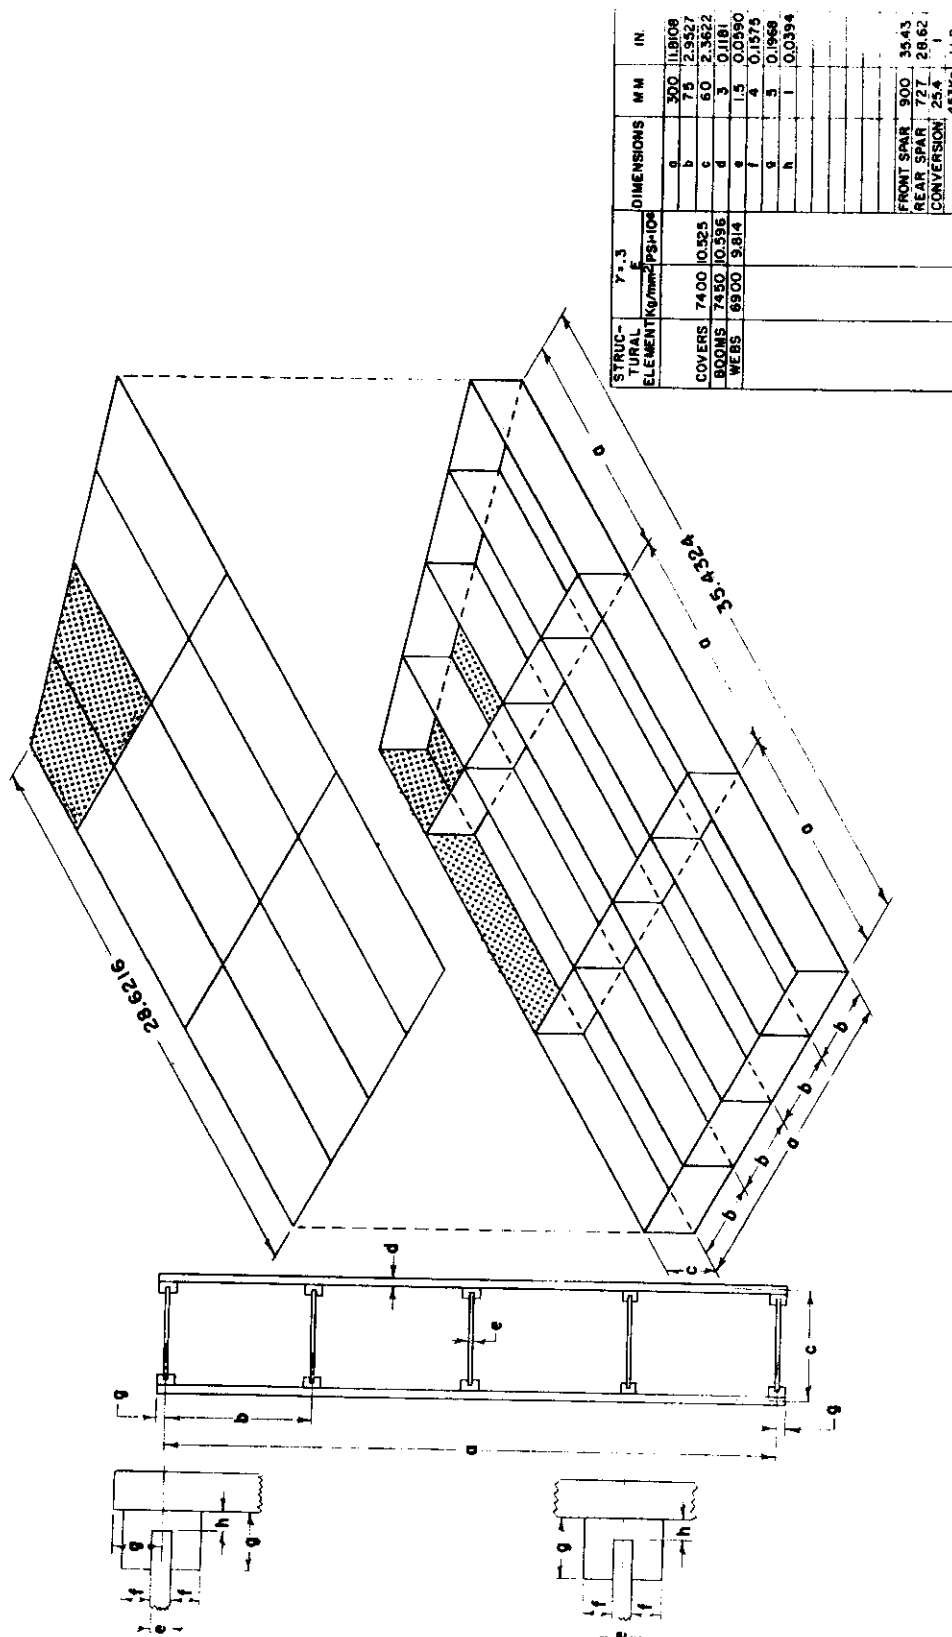 STRUC-
TURAL
ELEMENT
γ=.3
E
Kg/mm² PSI×10⁶
DIMENSIONS MM IN.
a 300 11.8108
b 75 2.9527
COVERS 7400 10.525 c 60 2.3622
BOOMS 7450 10.596 d 3 0.1181
WEBS 6900 9.814 e 1.5 0.0590
f 4 0.1575
g 5 0.1968
h 1 0.0394
FRONT SPAR 900 35.43
REAR SPAR 727 28.62
CONVERSION 25.4 1
28.6216
35.4324
a
a
a
b
b
b
b
a
c
d
e
c
g
b
a
g
g
h
g
f
f
e
g
h
f
f
e